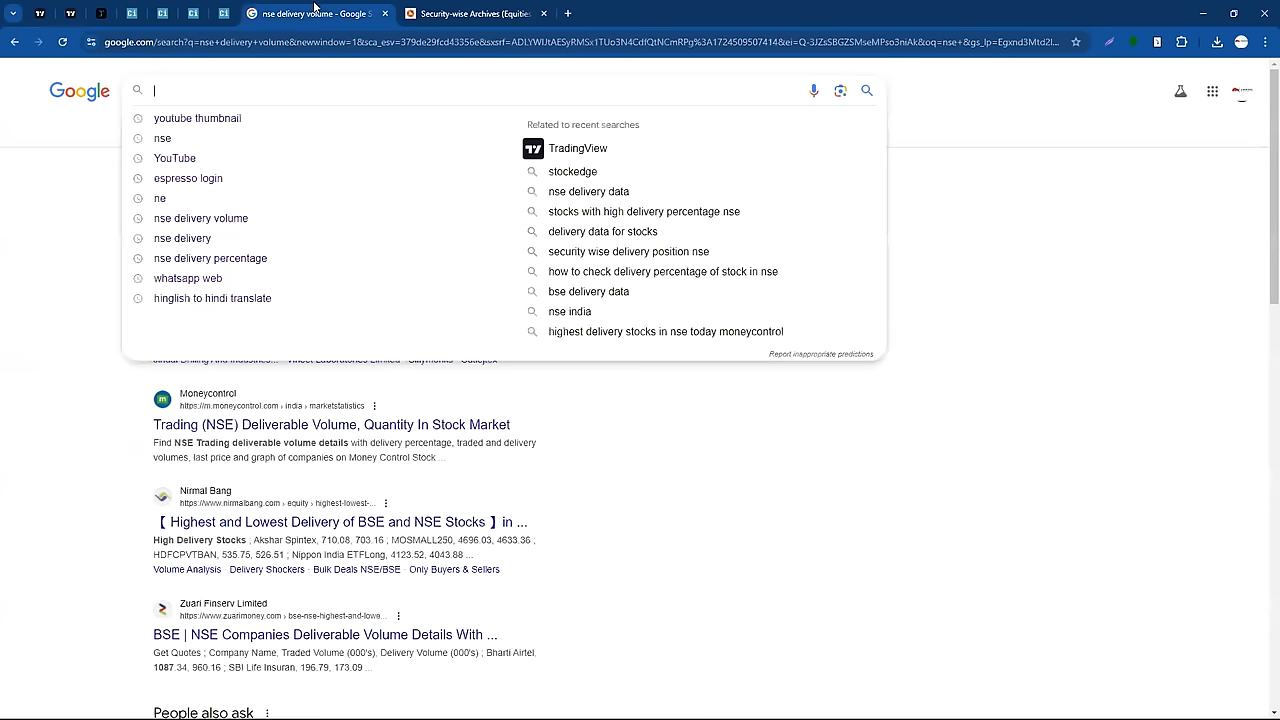 nse delivery volume - Google S
Security-wise Archives (Equities
google.com/search?q=nse+delivery+volume&newwindow=1&sca_esv=379de29fcd43356e&sxsrf=ADLYWIJtAESyRMSx1TUo3N4CdfQtNCmRPg%3A1724509507414&ei=Q-3JZsSBGZSMseMPso3niAk&oq=nse+&gs_lp=Egxnd3Mtd2l...
Google
youtube thumbnail
nse
YouTube
espresso login
ne
nse delivery volume
nse delivery
nse delivery percentage
whatsapp web
hinglish to hindi translate
Related to recent searches
TradingView
stockedge
nse delivery data
stocks with high delivery percentage nse
delivery data for stocks
security wise delivery position nse
how to check delivery percentage of stock in nse
bse delivery data
nse india
highest delivery stocks in nse today moneycontrol
Report inappropriate predictions
Moneycontrol
https://m.moneycontrol.com › india › marketstatistics
Trading (NSE) Deliverable Volume, Quantity In Stock Market
Find NSE Trading deliverable volume details with delivery percentage, traded and delivery
volumes, last price and graph of companies on Money Control Stock ...
Nirmal Bang
https://www.nirmalbang.com › equity › highest-lowest-...
【 Highest and Lowest Delivery of BSE and NSE Stocks 】in ...
High Delivery Stocks ; Akshar Spintex, 710.08, 703.16 ; MOSMALL250, 4696.03, 4633.36 ;
HDFCPVTBAN, 535.75, 526.51 ; Nippon India ETFLong, 4123.52, 4043.88 ...
Volume Analysis · Delivery Shockers · Bulk Deals NSE/BSE · Only Buyers & Sellers
Zuari Finserv Limited
https://www.zuarimoney.com › bse-nse-highest-and-lowe...
BSE | NSE Companies Deliverable Volume Details With ...
Get Quotes ; Company Name, Traded Volume (000's), Delivery Volume (000's) ; Bharti Airtel,
1087.34, 960.16 ; SBI Life Insuran, 196.79, 173.09 ...
People also ask